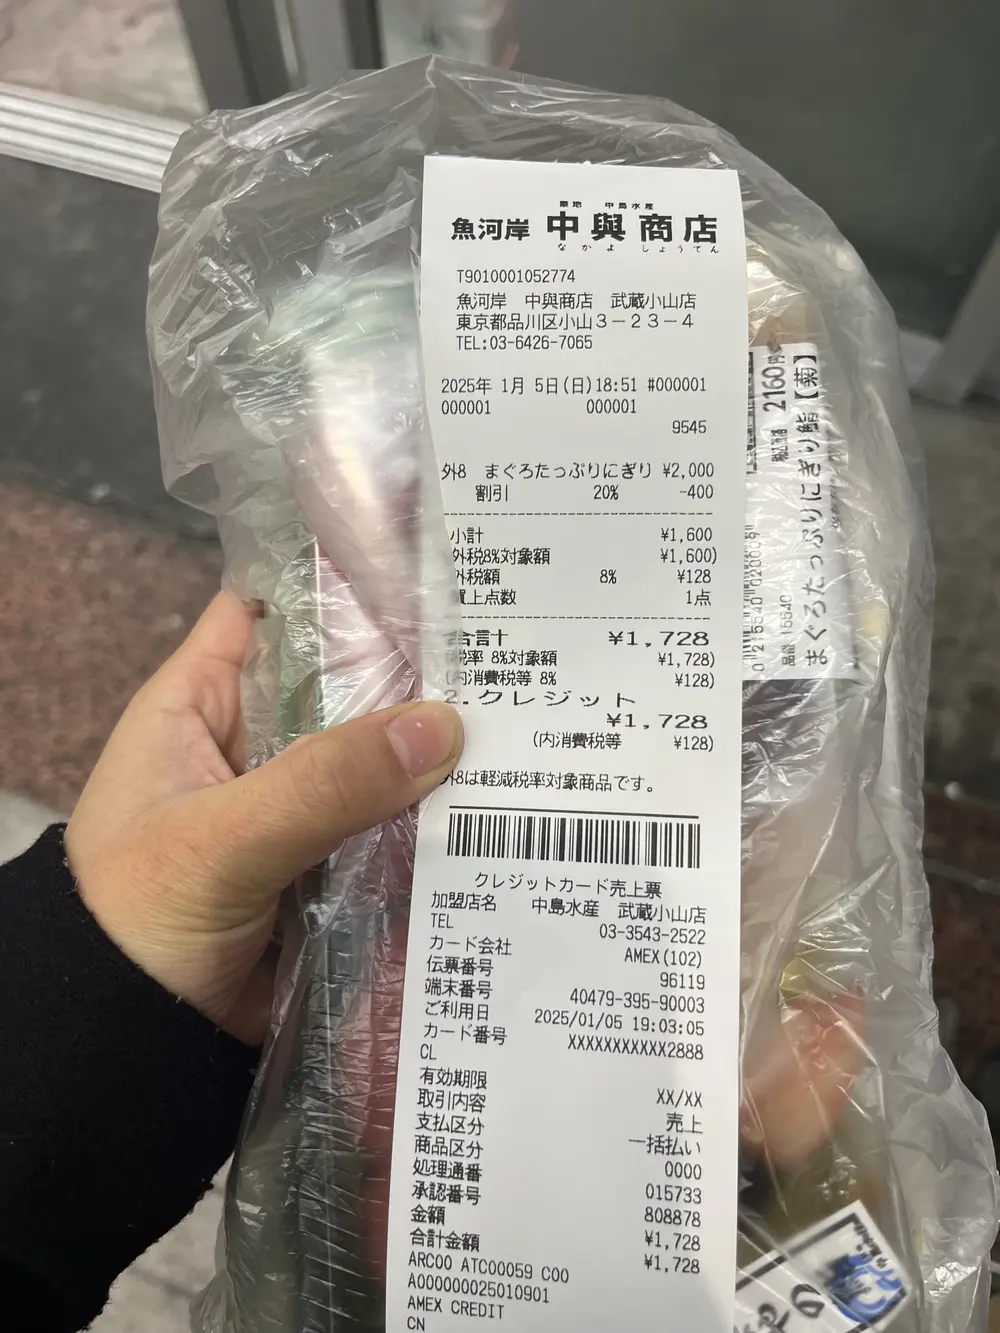 築地 中島水産
魚河岸 中與商店
なかよ しょうてん
T9010001052774
魚河岸 中與商店 武蔵小山店
東京都品川区小山3-23-4
TEL:03-6426-7065
2025年 1月 5日(日)18:51 #000001
000001 000001
9545
外8 まぐろたっぷりにぎり ¥2,000
割引 20% -400
小計 ¥1,600
外税8%対象額 ¥1,600)
外税額 8% ¥128
買上点数 1点
合計 ¥1,728
税率 8%対象額 ¥1,728)
(内消費税等 8% ¥128)
2.クレジット
¥1,728
(内消費税等 ¥128)
外8は軽減税率対象商品です。
クレジットカード売上票
加盟店名 中島水産 武蔵小山店
TEL 03-3543-2522
カード会社 AMEX(102)
伝票番号 96119
端末番号 40479-395-90003
ご利用日 2025/01/05 19:03:05
カード番号 XXXXXXXXXXX2888
CL
有効期限 XX/XX
取引内容 売上
支払区分 一括払い
商品区分 0000
処理通番 015733
承認番号 808878
金額 ¥1,728
合計金額 ¥1,728
ARC00 ATC00059 C00
A000000025010901
AMEX CREDIT
CN
2160円
まぐろたっぷりにぎり鮨【菊】